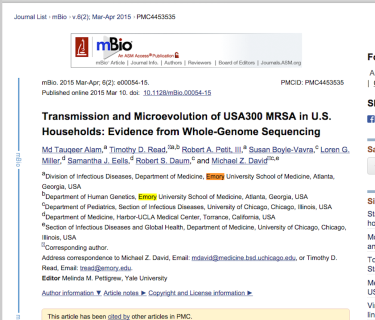 Journal List > mBio > v.6(2); Mar-Apr 2015 > PMC4453535
mBio
An ASM Access® Publication
mBio Article | Journal Info. | Authors | Reviewers | Board of Editors | Journals.ASM.org
mBio. 2015 Mar-Apr; 6(2): e00054-15.
PMCID: PMC4453535
Published online 2015 Mar 10. doi: 10.1128/mBio.00054-15
Transmission and Microevolution of USA300 MRSA in U.S.
Households: Evidence from Whole-Genome Sequencing
Md Tauqeer Alam,a Timothy D. Read,a,b Robert A. Petit, III,a Susan Boyle-Vavra,c Loren G.
Miller,d Samantha J. Eells,d Robert S. Daum,c and Michael Z. Davidc,e
aDivision of Infectious Diseases, Department of Medicine, Emory University School of Medicine, Atlanta,
Georgia, USA
bDepartment of Human Genetics, Emory University School of Medicine, Atlanta, Georgia, USA
cDepartment of Pediatrics, Section of Infectious Diseases, University of Chicago, Chicago, Illinois, USA
dDepartment of Medicine, Harbor-UCLA Medical Center, Torrance, California, USA
eSection of Infectious Diseases and Global Health, Department of Medicine, University of Chicago, Chicago,
Illinois, USA
Corresponding author.
Address correspondence to Michael Z. David, Email: mdavid@medicine.bsd.uchicago.edu, or Timothy D.
Read, Email: tread@emory.edu.
Editor Melinda M. Pettigrew, Yale University
Author information ▼ Article notes ► Copyright and License information ►
This article has been cited by other articles in PMC.
mBio